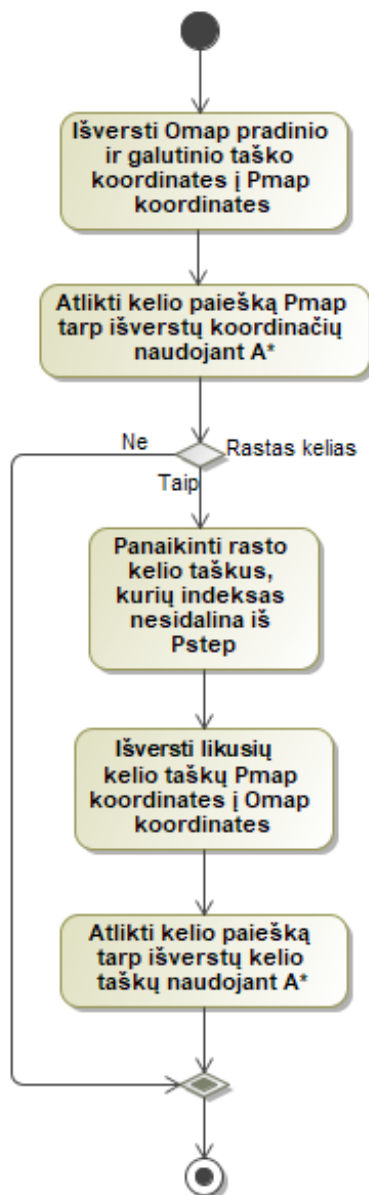 Išversti Omap pradinio
ir galutinio taško
koordinates į Pmap
koordinates
Atlikti kelio paiešką Pmap
tarp išverstų koordinačių
naudojant A*
Ne
Rastas kelias
Taip
Panaikinti rasto
kelio taškus,
kurių indeksas
nesidalina iš
Pstep
Išversti likusių
kelio taškų Pmap
koordinates į Omap
koordinates
Atlikti kelio paiešką
tarp išverstų kelio
taškų naudojant A*